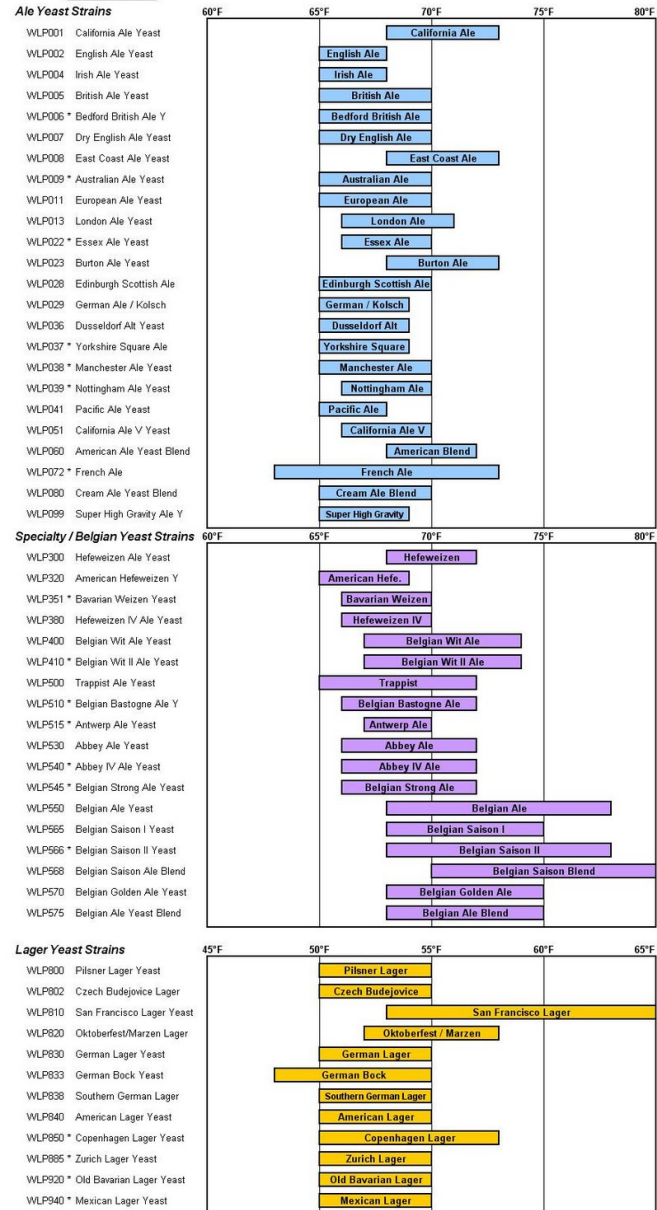 Ale Yeast Strains 60°F 65°F 70°F 75°F 80°F
WLP001 California Ale Yeast California Ale
WLP002 English Ale Yeast English Ale
WLP004 Irish Ale Yeast Irish Ale
WLP005 British Ale Yeast British Ale
WLP006 * Bedford British Ale Y Bedford British Ale
WLP007 Dry English Ale Yeast Dry English Ale
WLP008 East Coast Ale Yeast East Coast Ale
WLP009 * Australian Ale Yeast Australian Ale
WLP011 European Ale Yeast European Ale
WLP013 London Ale Yeast London Ale
WLP022 * Essex Ale Yeast Essex Ale
WLP023 Burton Ale Yeast Burton Ale
WLP028 Edinburgh Scottish Ale Edinburgh Scottish Ale
WLP029 German Ale / Kolsch German / Kolsch
WLP036 Dusseldorf Alt Yeast Dusseldorf Alt
WLP037 * Yorkshire Square Ale Yorkshire Square
WLP038 * Manchester Ale Yeast Manchester Ale
WLP039 * Nottingham Ale Yeast Nottingham Ale
WLP041 Pacific Ale Yeast Pacific Ale
WLP051 California Ale V Yeast California Ale V
WLP060 American Ale Yeast Blend American Blend
WLP072 * French Ale French Ale
WLP080 Cream Ale Yeast Blend Cream Ale Blend
WLP099 Super High Gravity Ale Y Super High Gravity
Specialty / Belgian Yeast Strains 60°F 65°F 70°F 75°F 80°F
WLP300 Hefeweizen Ale Yeast Hefeweizen
WLP320 American Hefeweizen Y American Hefe.
WLP351 * Bavarian Weizen Yeast Bavarian Weizen
WLP380 Hefeweizen IV Ale Yeast Hefeweizen IV
WLP400 Belgian Wit Ale Yeast Belgian Wit Ale
WLP410 * Belgian Wit II Ale Yeast Belgian Wit II Ale
WLP500 Trappist Ale Yeast Trappist
WLP510 * Belgian Bastogne Ale Y Belgian Bastogne Ale
WLP515 * Antwerp Ale Yeast Antwerp Ale
WLP530 Abbey Ale Yeast Abbey Ale
WLP540 * Abbey IV Ale Yeast Abbey IV Ale
WLP545 * Belgian Strong Ale Yeast Belgian Strong Ale
WLP550 Belgian Ale Yeast Belgian Ale
WLP565 Belgian Saison I Yeast Belgian Saison I
WLP566 * Belgian Saison II Yeast Belgian Saison II
WLP568 Belgian Saison Ale Blend Belgian Saison Blend
WLP570 Belgian Golden Ale Yeast Belgian Golden Ale
WLP575 Belgian Ale Yeast Blend Belgian Ale Blend
Lager Yeast Strains 45°F 50°F 55°F 60°F 65°F
WLP800 Pilsner Lager Yeast Pilsner Lager
WLP802 Czech Budejovice Lager Czech Budejovice
WLP810 San Francisco Lager Yeast San Francisco Lager
WLP820 Oktoberfest/Marzen Lager Oktoberfest / Marzen
WLP830 German Lager Yeast German Lager
WLP833 German Bock Yeast German Bock
WLP838 Southern German Lager Southern German Lager
WLP840 American Lager Yeast American Lager
WLP850 * Copenhagen Lager Yeast Copenhagen Lager
WLP885 * Zurich Lager Yeast Zurich Lager
WLP920 * Old Bavarian Lager Yeast Old Bavarian Lager
WLP940 * Mexican Lager Yeast Mexican Lager